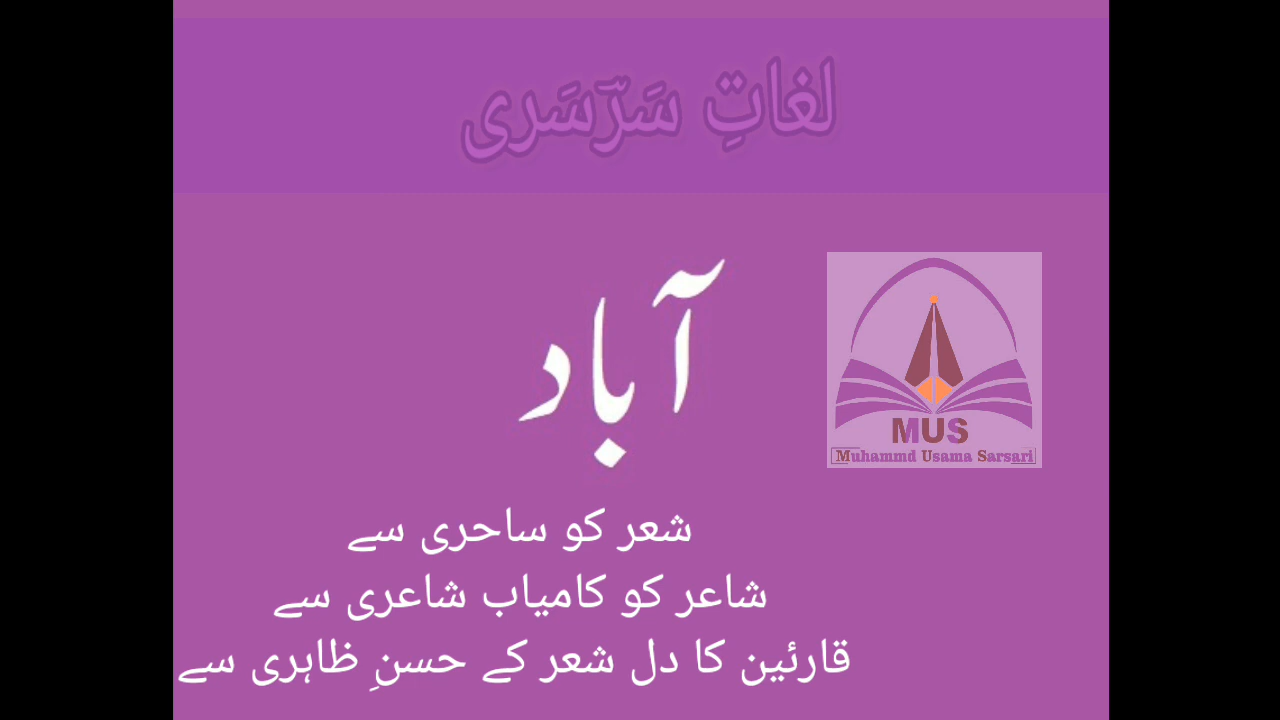 لغاتِ سَرؔسَری
آباد
MUS
Muhammd Usama Sarsari
شعر کو ساحری سے
شاعر کو کامیاب شاعری سے
قارئین کا دل شعر کے حسنِ ظاہری سے